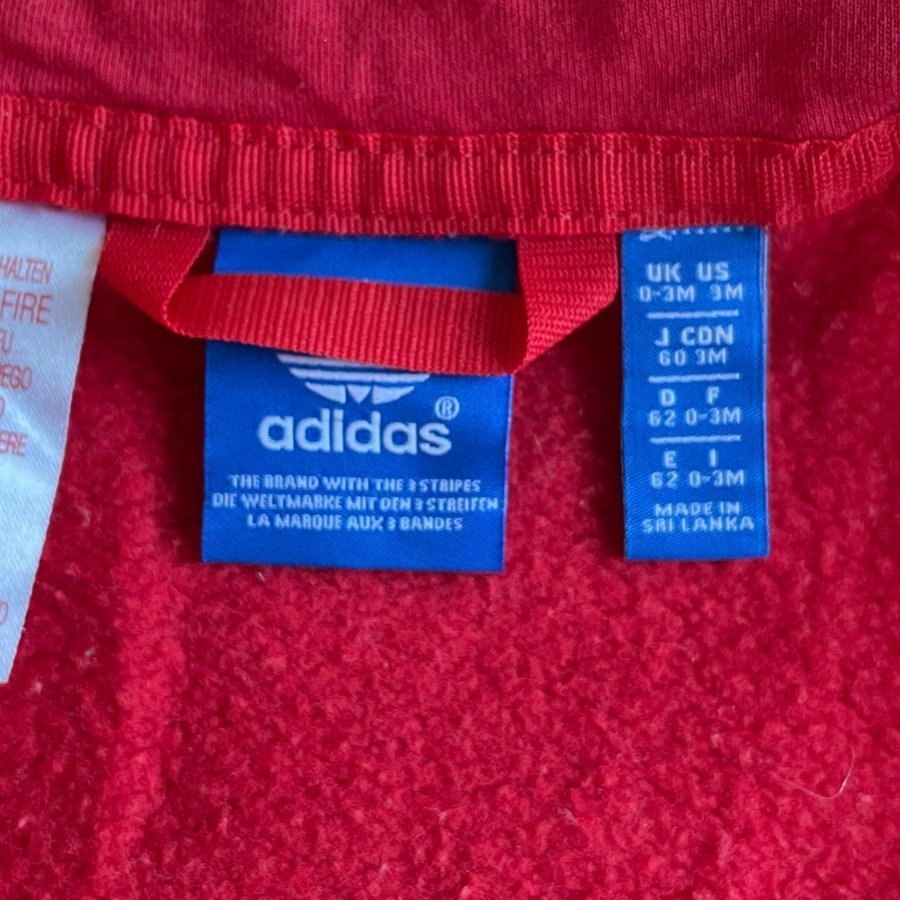 HALTEN
FIRE
EU
adidas®
THE BRAND WITH THE 3 STRIPES
DIE WELTMARKE MIT DEN 3 STREIFEN
LA MARQUE AUX 3 BANDES
UK US
0-3M 3M
J CDN
60 3M
D F
62 0-3M
E I
62 0-3M
MADE IN
SRI LANKA